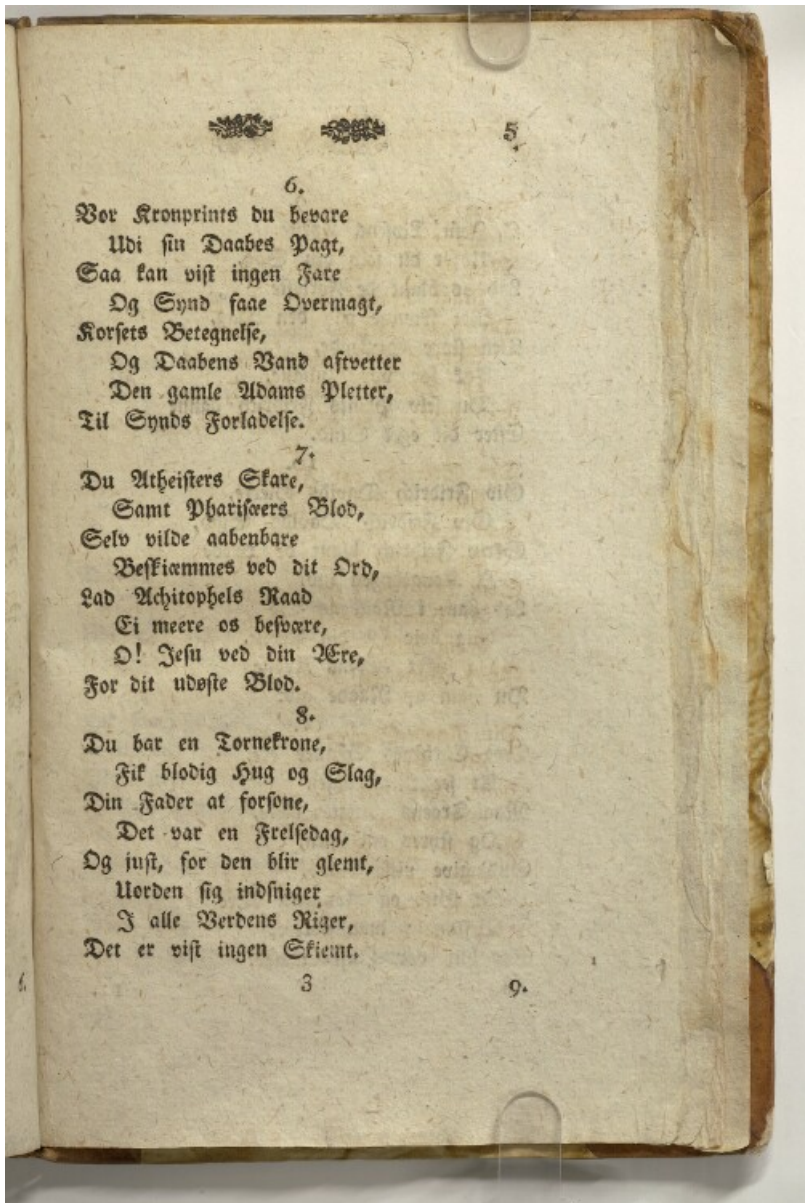 5
6.
Vor Kronprints du bevare
Udi sin Daabes Pagt,
Saa kan vist ingen Fare
Og Synd faae Overmagt,
Korsets Betegnelse,
Og Daabens Vand aftvetter
Den gamle Adams Pletter,
Til Synds Forladelse.
7.
Du Atheisters Skare,
Samt Phariseers Blod,
Selv vilde aabenbare
Beskiæmmes ved dit Ord,
Lad Achitophels Raad
Ei meere os besvære,
O! Jesu ved din Ære,
For dit udøste Blod.
8.
Du bar en Tornekrone,
Fik blodig Hug og Slag,
Din Fader at forsone,
Det var en Frelsedag,
Og just, for den blir glemt,
Uorden sig indsniger
I alle Verdens Riger,
Det er vist ingen Skiemt.
3 9.